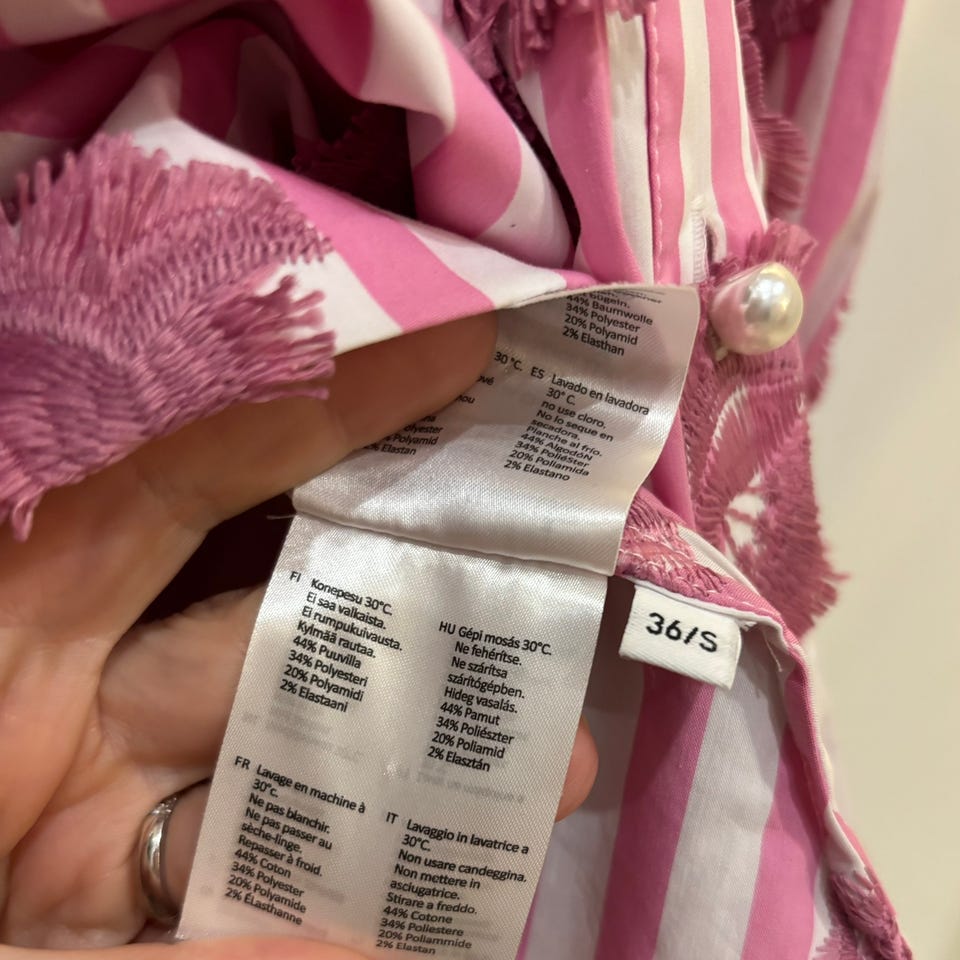 Bügeln.
44% Baumwolle
34% Polyester
20% Polyamid
2% Elasthan
30°C.
Polyamid
2% Elastan
ES Lavado en lavadora
30° C.
no use cloro.
No lo seque en
secadora.
Planche al frío.
44% Algodón
34% Poliéster
20% Poliamida
2% Elastano
36/S
FI Konepesu 30°C.
Ei saa valkaista.
Ei rumpukuivausta.
Kylmää rautaa.
44% Puuvilla
34% Polyesteri
20% Polyamidi
2% Elastaani
HU Gépi mosás 30°C.
Ne fehérítse.
Ne szárítsa
szárítógépben.
Hideg vasalás.
44% Pamut
34% Poliészter
20% Poliamid
2% Elasztán
FR Lavage en machine à
30°c.
Ne pas blanchir.
Ne pas passer au
sèche-linge.
Repasser à froid.
44% Coton
34% Polyester
20% Polyamide
2% ELasthanne
IT Lavaggio in lavatrice a
30°C.
Non usare candeggina.
Non mettere in
asciugatrice.
Stirare a freddo.
44% Cotone
34% Poliestere
20% Poliammide
2% Elastan